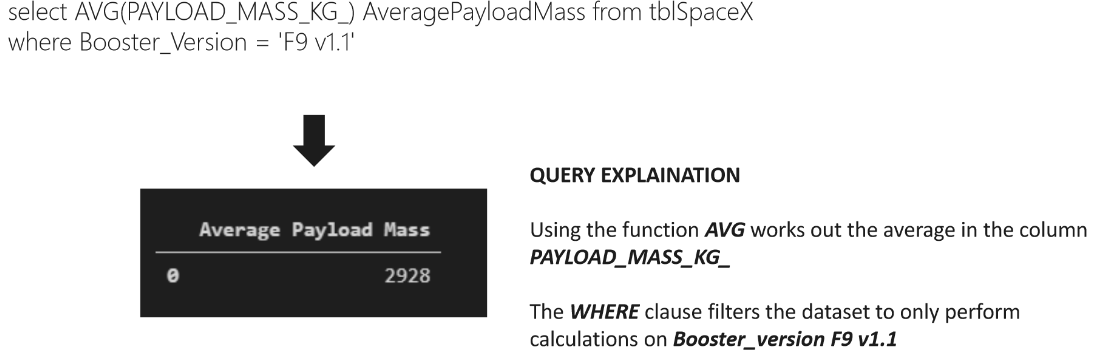 select AVG(PAYLOAD_MASS_KG_) AveragePayloadMass from tblSpaceX
where Booster_Version = 'F9 v1.1'
Average Payload Mass
0 2928
QUERY EXPLAINATION
Using the function AVG works out the average in the column
PAYLOAD_MASS_KG_
The WHERE clause filters the dataset to only perform
calculations on Booster_version F9 v1.1